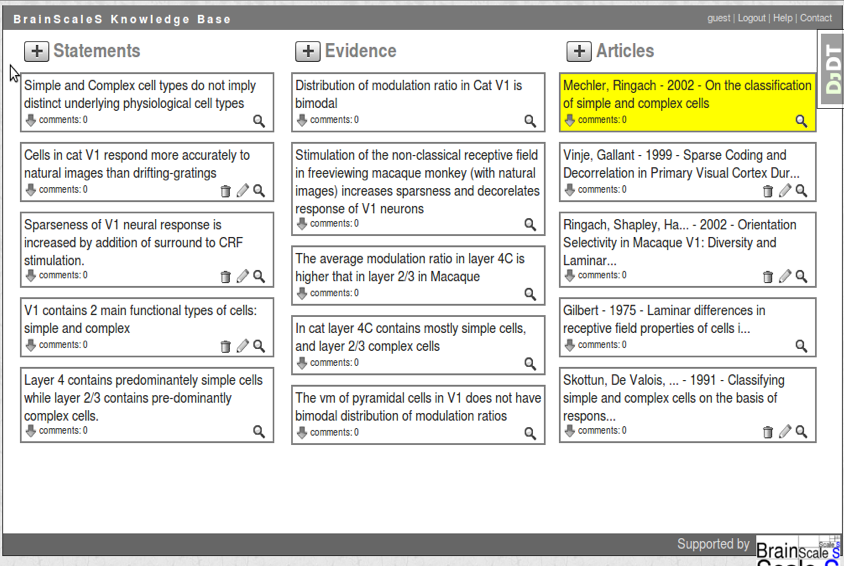 BrainScaleS Knowledge Base
guest | Logout | Help | Contact
+ Statements
Simple and Complex cell types do not imply
distinct underlying physiological cell types
comments: 0
Cells in cat V1 respond more accurately to
natural images than drifting-gratings
comments: 0
Sparseness of V1 neural response is
increased by addition of surround to CRF
stimulation.
comments: 0
V1 contains 2 main functional types of cells:
simple and complex
comments: 0
Layer 4 contains predominantely simple cells
while layer 2/3 contains pre-dominantly
complex cells.
comments: 0
+ Evidence
Distribution of modulation ratio in Cat V1 is
bimodal
comments: 0
Stimulation of the non-classical receptive field
in freeviewing macaque monkey (with natural
images) increases sparsness and decorelates
response of V1 neurons
comments: 0
The average modulation ratio in layer 4C is
higher that in layer 2/3 in Macaque
comments: 0
In cat layer 4C contains mostly simple cells,
and layer 2/3 complex cells
comments: 0
The vm of pyramidal cells in V1 does not have
bimodal distribution of modulation ratios
comments: 0
+ Articles
Mechler, Ringach - 2002 - On the classification
of simple and complex cells
comments: 0
Vinje, Gallant - 1999 - Sparse Coding and
Decorrelation in Primary Visual Cortex Dur...
comments: 0
Ringach, Shapley, Ha... - 2002 - Orientation
Selectivity in Macaque V1: Diversity and
Laminar...
comments: 0
Gilbert - 1975 - Laminar differences in
receptive field properties of cells i...
comments: 0
Skottun, De Valois, ... - 1991 - Classifying
simple and complex cells on the basis of
respons...
comments: 0
DjDT
Supported by
BrainScaleS